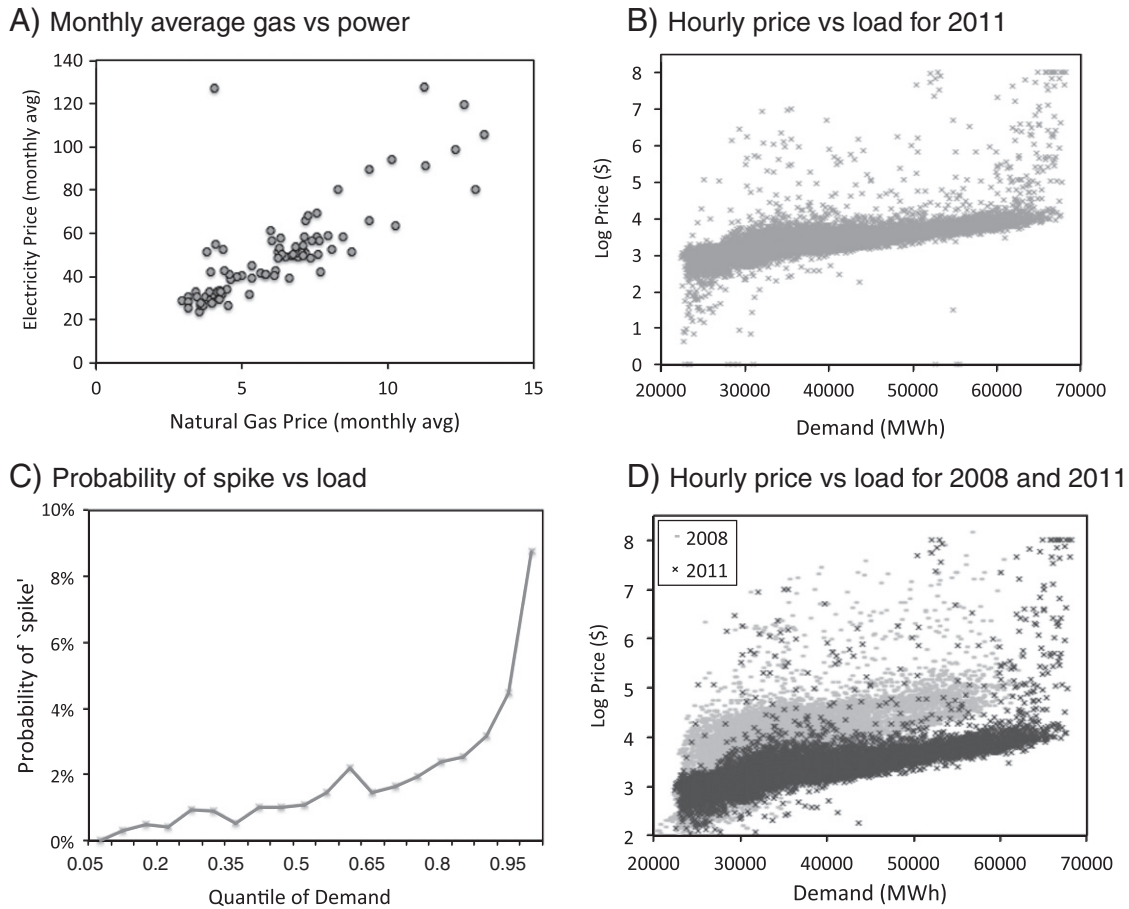 A) Monthly average gas vs power
140
120
100
80
60
40
20
0
Electricity Price (monthly avg)
0 5 10 15
Natural Gas Price (monthly avg)
B) Hourly price vs load for 2011
8
7
6
5
4
3
2
1
0
Log Price ($)
20000 30000 40000 50000 60000 70000
Demand (MWh)
C) Probability of spike vs load
10%
8%
6%
4%
2%
0%
Probability of `spike'
0.05 0.2 0.35 0.5 0.65 0.8 0.95
Quantile of Demand
D) Hourly price vs load for 2008 and 2011
2008
2011
8
7
6
5
4
3
2
Log Price ($)
20000 30000 40000 50000 60000 70000
Demand (MWh)